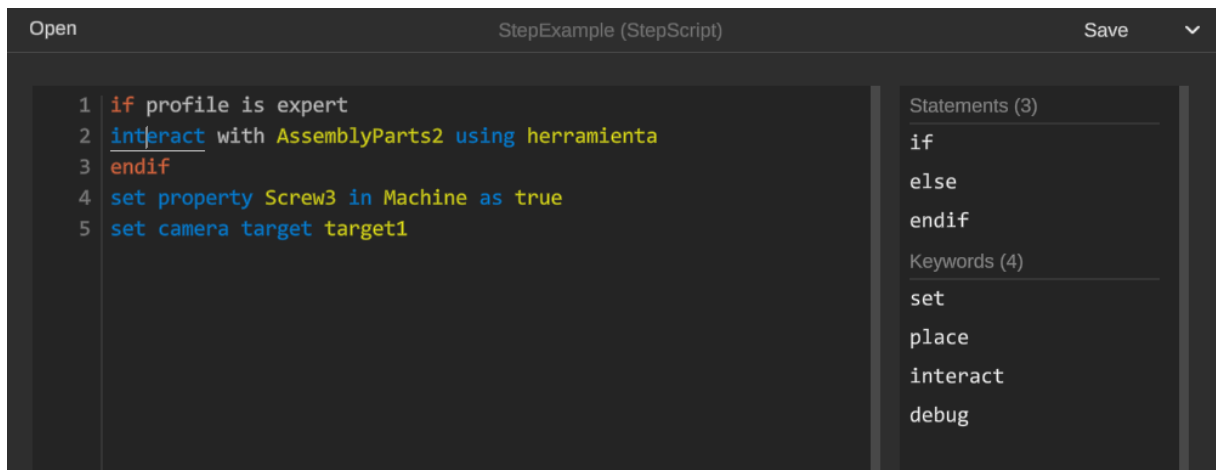 Open StepExample (StepScript) Save
1 if profile is expert
2 interact with AssemblyParts2 using herramienta
3 endif
4 set property Screw3 in Machine as true
5 set camera target target1
Statements (3)
if
else
endif
Keywords (4)
set
place
interact
debug